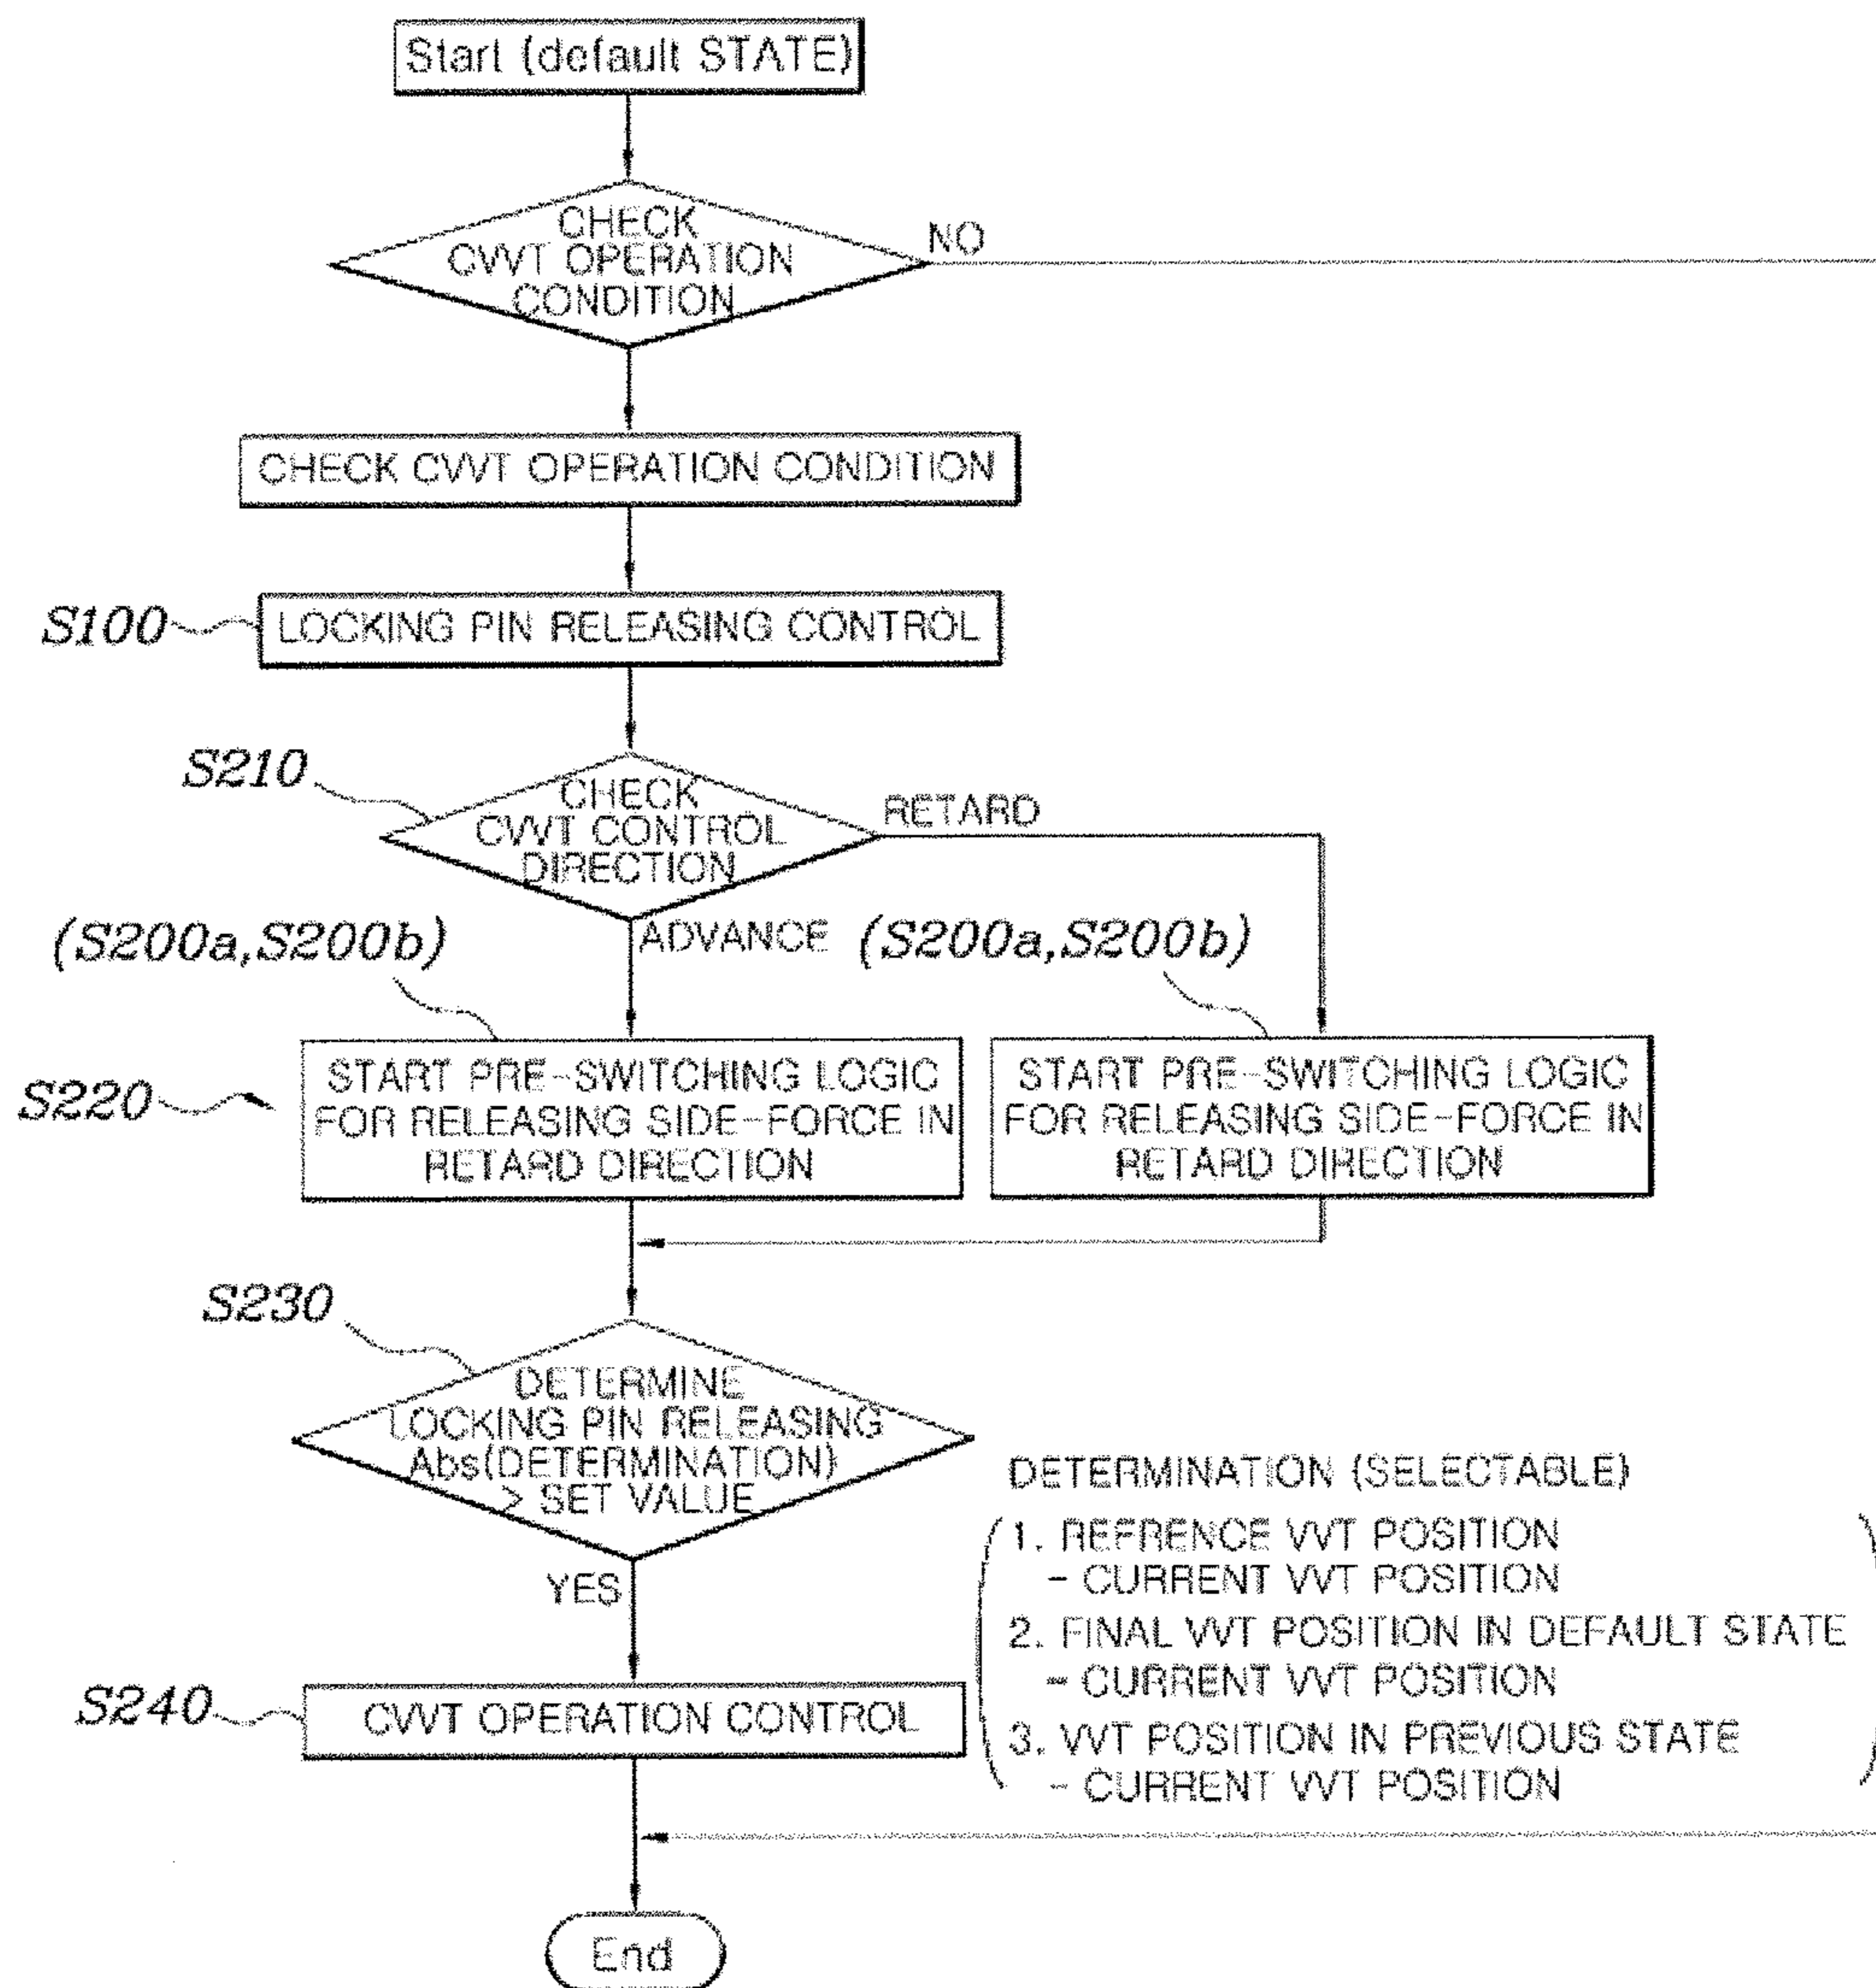 Start (default STATE)
CHECK
CVVT OPERATION
CONDITION
NO
CHECK CVVT OPERATION CONDITION
S100
LOCKING PIN RELEASING CONTROL
S210
CHECK
CVVT CONTROL
DIRECTION
RETARD
(S200a,S200b)
ADVANCE
(S200a,S200b)
S220
START PRE-SWITCHING LOGIC
FOR RELEASING SIDE-FORCE IN
RETARD DIRECTION
START PRE-SWITCHING LOGIC
FOR RELEASING SIDE-FORCE IN
RETARD DIRECTION
S230
DETERMINE
LOCKING PIN RELEASING
Abs(DETERMINATION)
> SET VALUE
YES
DETERMINATION (SELECTABLE)
1. REFRENCE VVT POSITION
- CURRENT VVT POSITION
2. FINAL VVT POSITION IN DEFAULT STATE
- CURRENT VVT POSITION
3. VVT POSITION IN PREVIOUS STATE
- CURRENT VVT POSITION
S240
CVVT OPERATION CONTROL
End